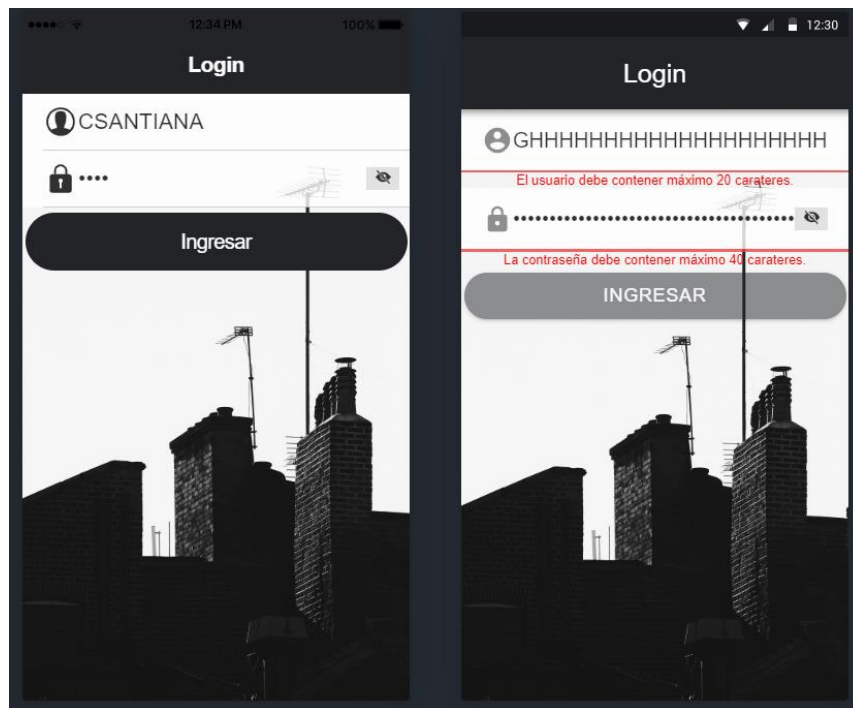 12:34 PM 100%
Login
CSANTIANA
Ingresar
12:30
Login
GHHHHHHHHHHHHHHHHHHHHH
El usuario debe contener máximo 20 carateres.
La contraseña debe contener máximo 40 carateres.
INGRESAR